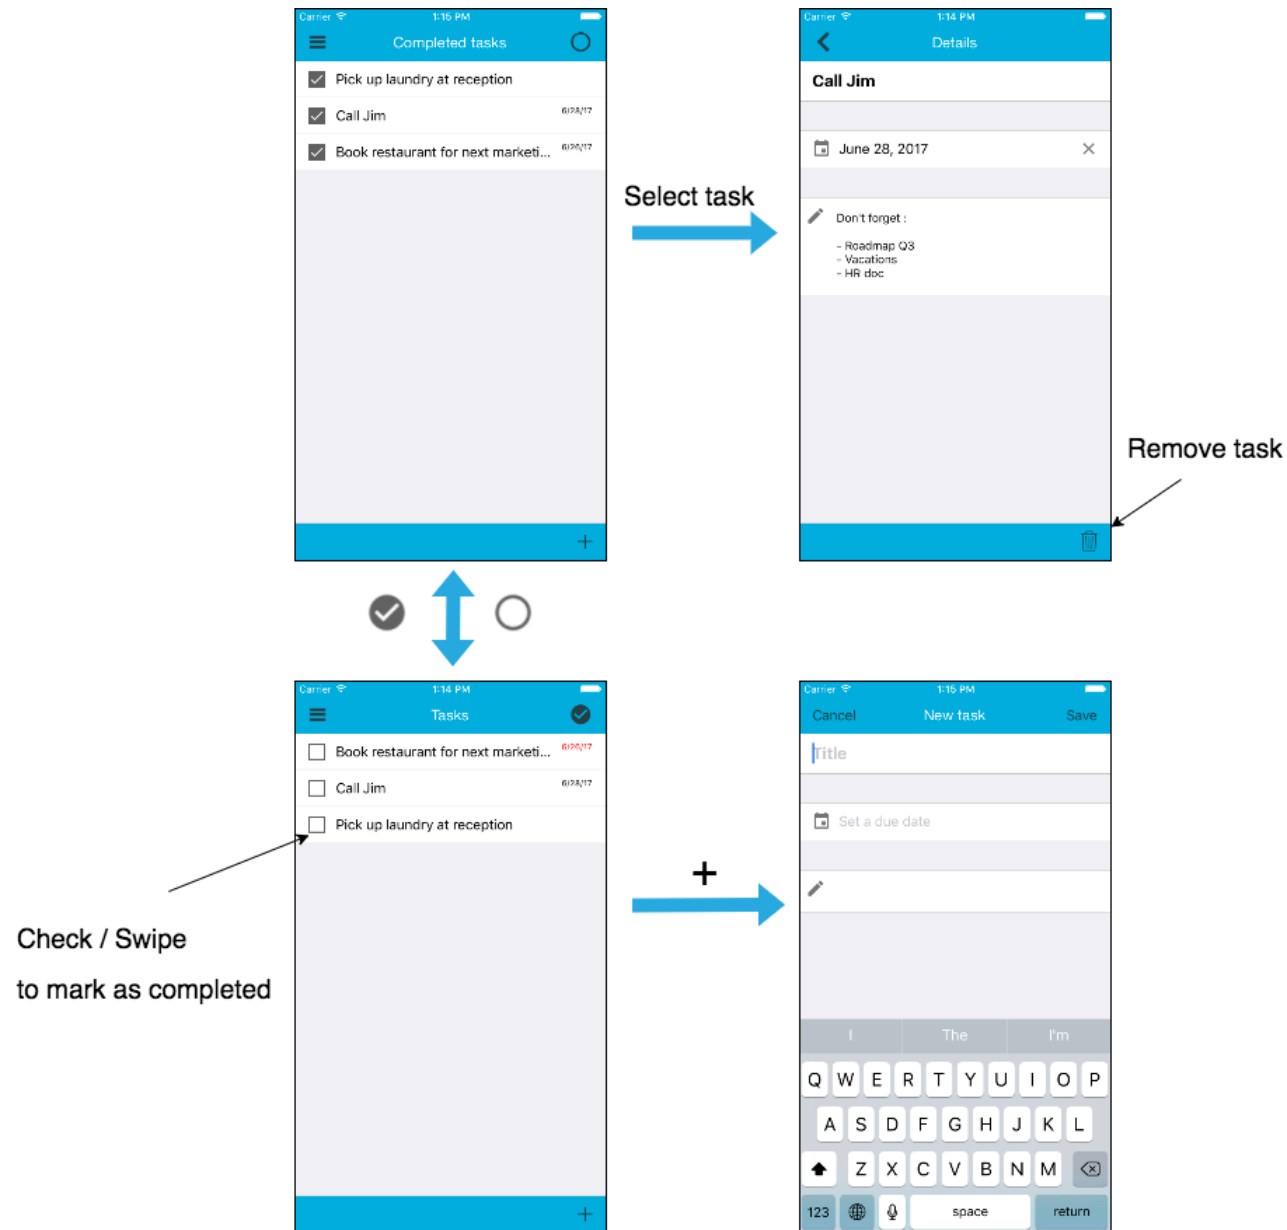 Carrier 1:15 PM
Completed tasks
Pick up laundry at reception
Call Jim 6/28/17
Book restaurant for next marketi... 6/26/17
Select task
Carrier 1:14 PM
Details
Call Jim
June 28, 2017
Don't forget :
- Roadmap Q3
- Vacations
- HR doc
Remove task
Carrier 1:14 PM
Tasks
Book restaurant for next marketi... 6/26/17
Call Jim 6/28/17
Pick up laundry at reception
Check / Swipe
to mark as completed
+
Carrier 1:15 PM
Cancel New task Save
Title
Set a due date
I The I'm
Q W E R T Y U I O P
A S D F G H J K L
Z X C V B N M
123 space return